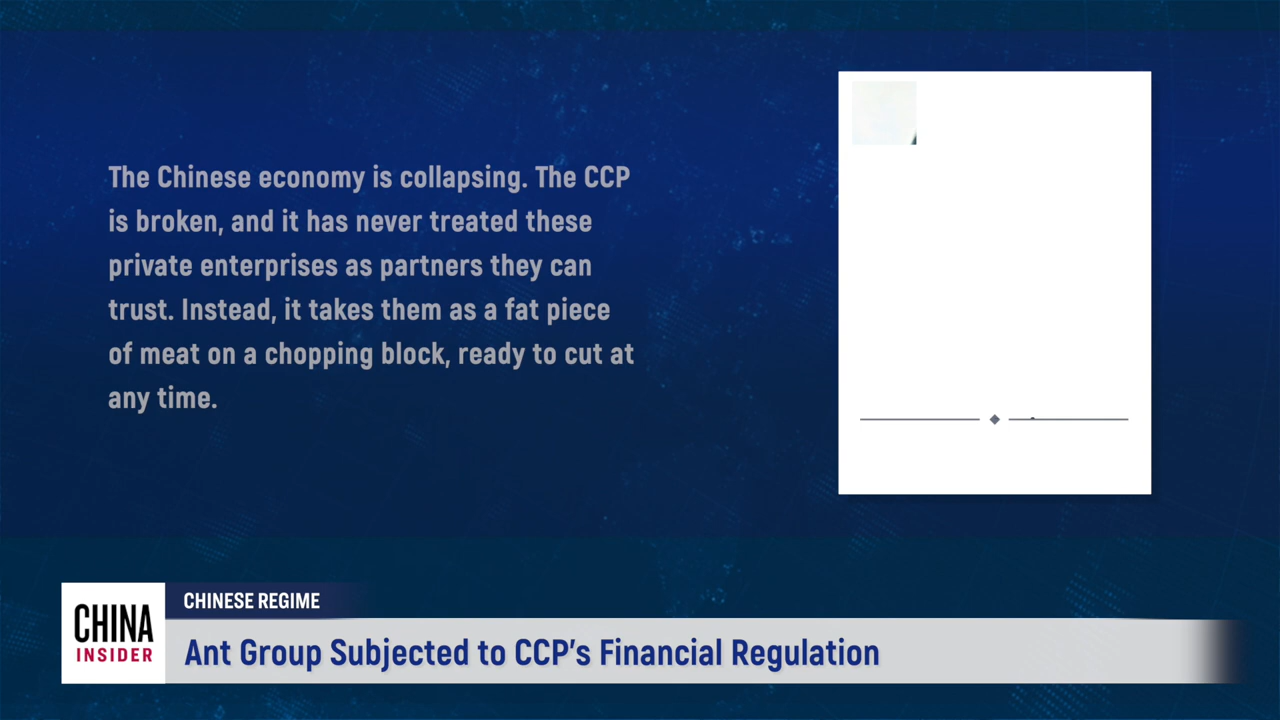 The Chinese economy is collapsing. The CCP
is broken, and it has never treated these
private enterprises as partners they can
trust. Instead, it takes them as a fat piece
of meat on a chopping block, ready to cut at
any time.
CHINA
INSIDER
CHINESE REGIME
Ant Group Subjected to CCP’s Financial Regulation